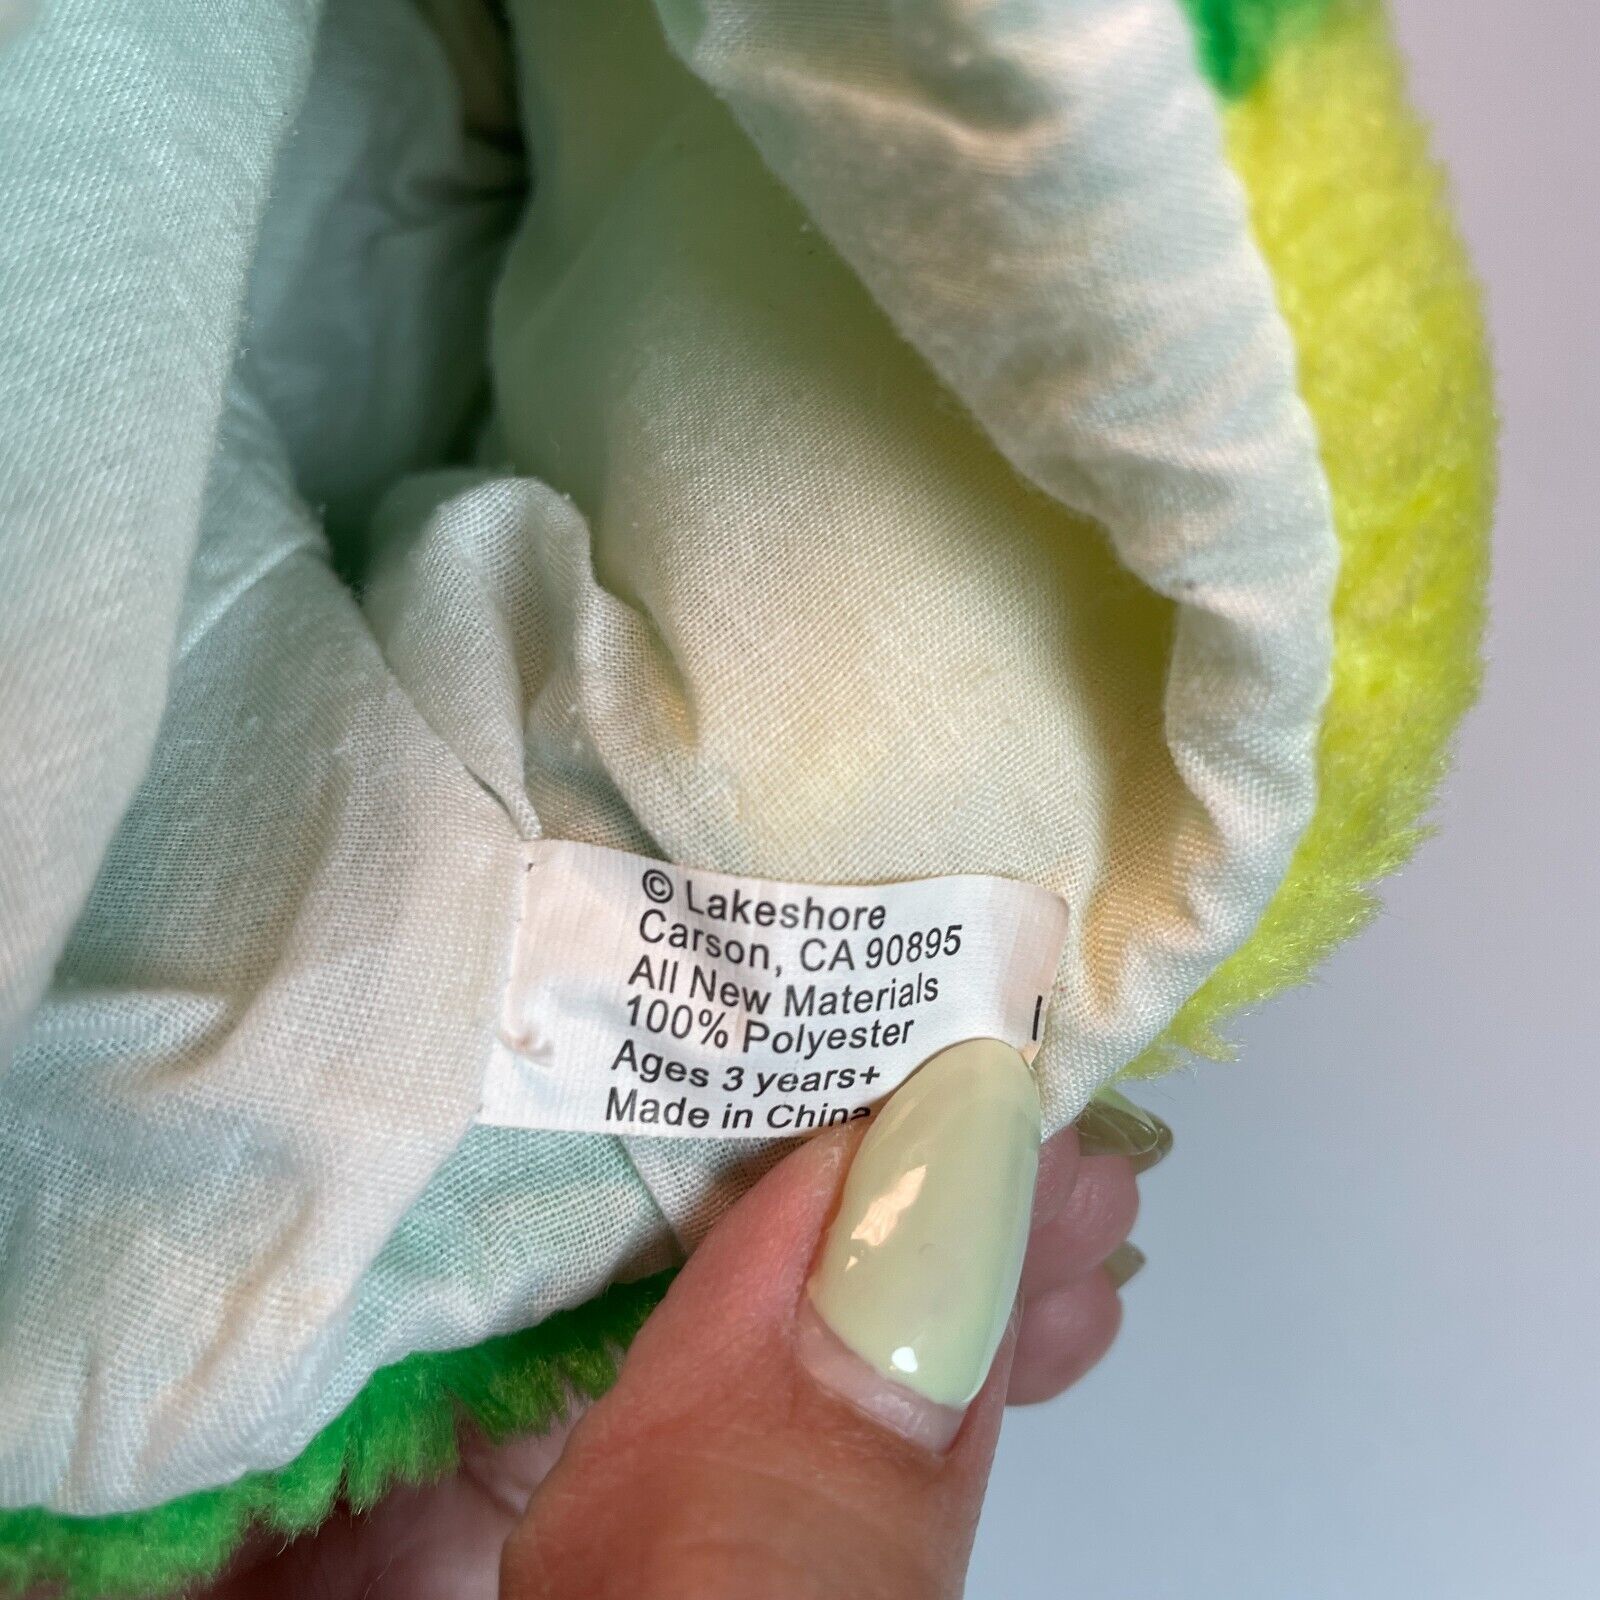 © Lakeshore
Carson, CA 90895
All New Materials
100% Polyester
Ages 3 years+
Made in China